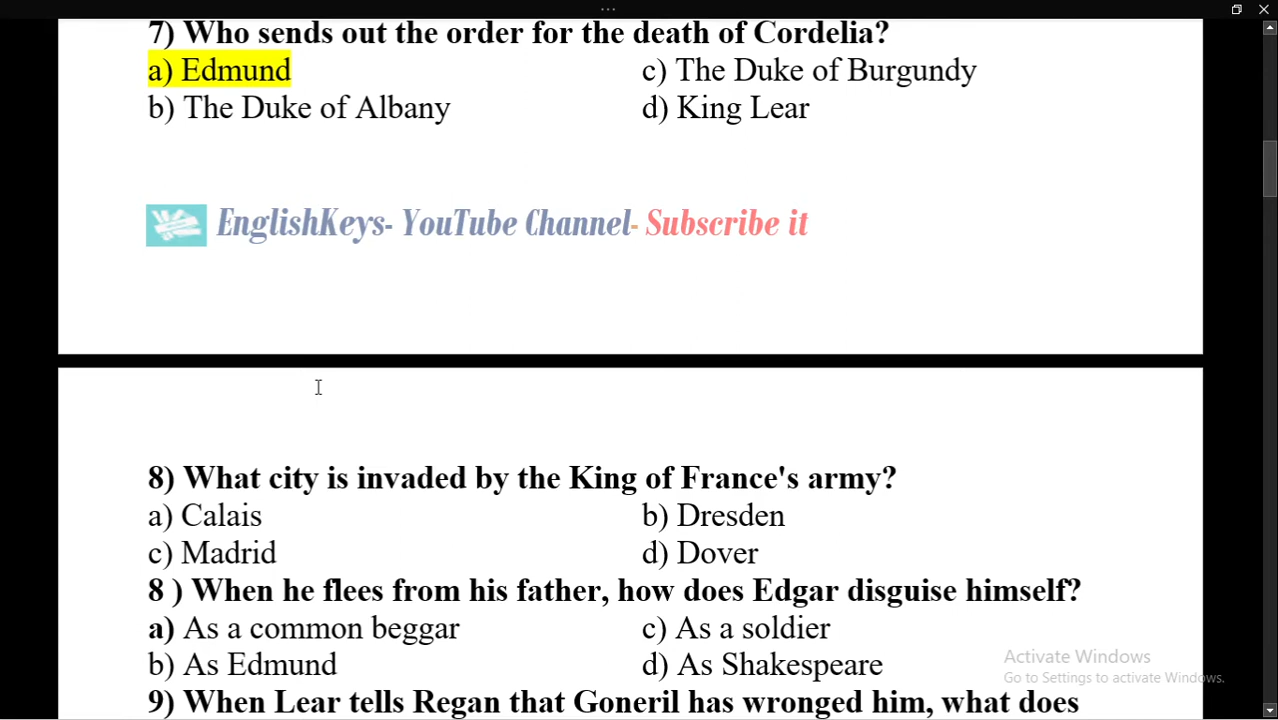 7) Who sends out the order for the death of Cordelia?
a) Edmund c) The Duke of Burgundy
b) The Duke of Albany d) King Lear
EnglishKeys- YouTube Channel- Subscribe it
8) What city is invaded by the King of France's army?
a) Calais b) Dresden
c) Madrid d) Dover
8 ) When he flees from his father, how does Edgar disguise himself?
a) As a common beggar c) As a soldier
b) As Edmund d) As Shakespeare
Activate Windows
Go to Settings to activate Windows.
9) When Lear tells Regan that Goneril has wronged him, what does